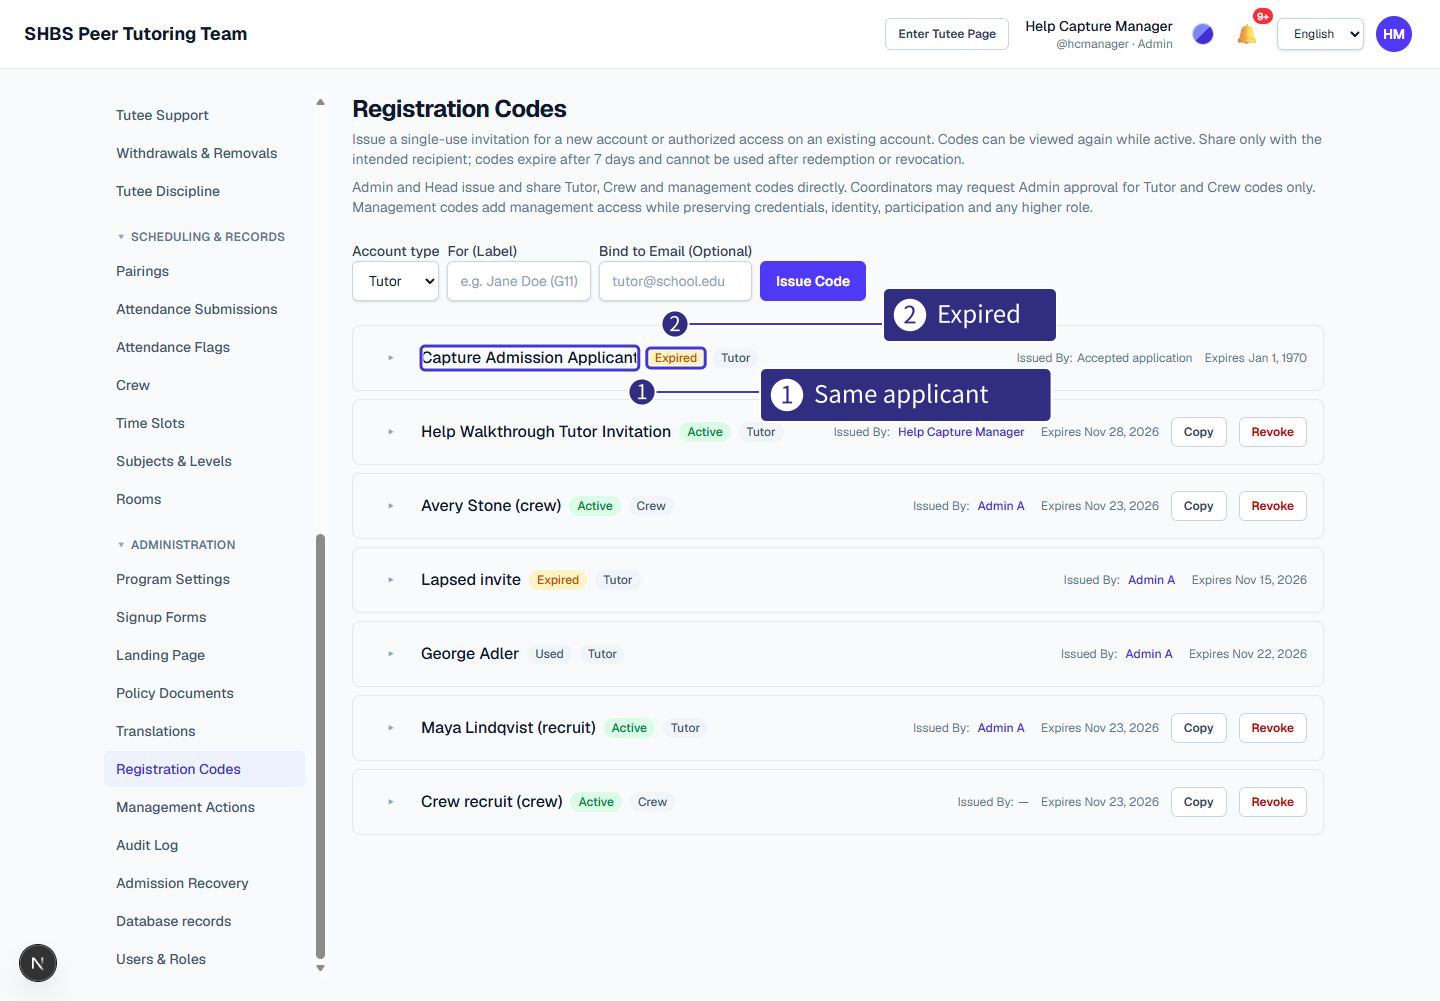 SHBS Peer Tutoring Team
Enter Tutee Page
Help Capture Manager
@hcmanager · Admin
9+
English
HM
Tutee Support
Withdrawals & Removals
Tutee Discipline
SCHEDULING & RECORDS
Pairings
Attendance Submissions
Attendance Flags
Crew
Time Slots
Subjects & Levels
Rooms
ADMINISTRATION
Program Settings
Signup Forms
Landing Page
Policy Documents
Translations
Registration Codes
Management Actions
Audit Log
Admission Recovery
Database records
Users & Roles
N
Registration Codes
Issue a single-use invitation for a new account or authorized access on an existing account. Codes can be viewed again while active. Share only with the
intended recipient; codes expire after 7 days and cannot be used after redemption or revocation.
Admin and Head issue and share Tutor, Crew and management codes directly. Coordinators may request Admin approval for Tutor and Crew codes only.
Management codes add management access while preserving credentials, identity, participation and any higher role.
Account type For (Label) Bind to Email (Optional)
Tutor e.g. Jane Doe (G11) tutor@school.edu Issue Code
2 2 Expired
Capture Admission Applicant Expired Tutor Issued By: Accepted application Expires Jan 1, 1970
1 1 Same applicant
Help Walkthrough Tutor Invitation Active Tutor Issued By: Help Capture Manager Expires Nov 28, 2026 Copy Revoke
Avery Stone (crew) Active Crew Issued By: Admin A Expires Nov 23, 2026 Copy Revoke
Lapsed invite Expired Tutor Issued By: Admin A Expires Nov 15, 2026
George Adler Used Tutor Issued By: Admin A Expires Nov 22, 2026
Maya Lindqvist (recruit) Active Tutor Issued By: Admin A Expires Nov 23, 2026 Copy Revoke
Crew recruit (crew) Active Crew Issued By: — Expires Nov 23, 2026 Copy Revoke